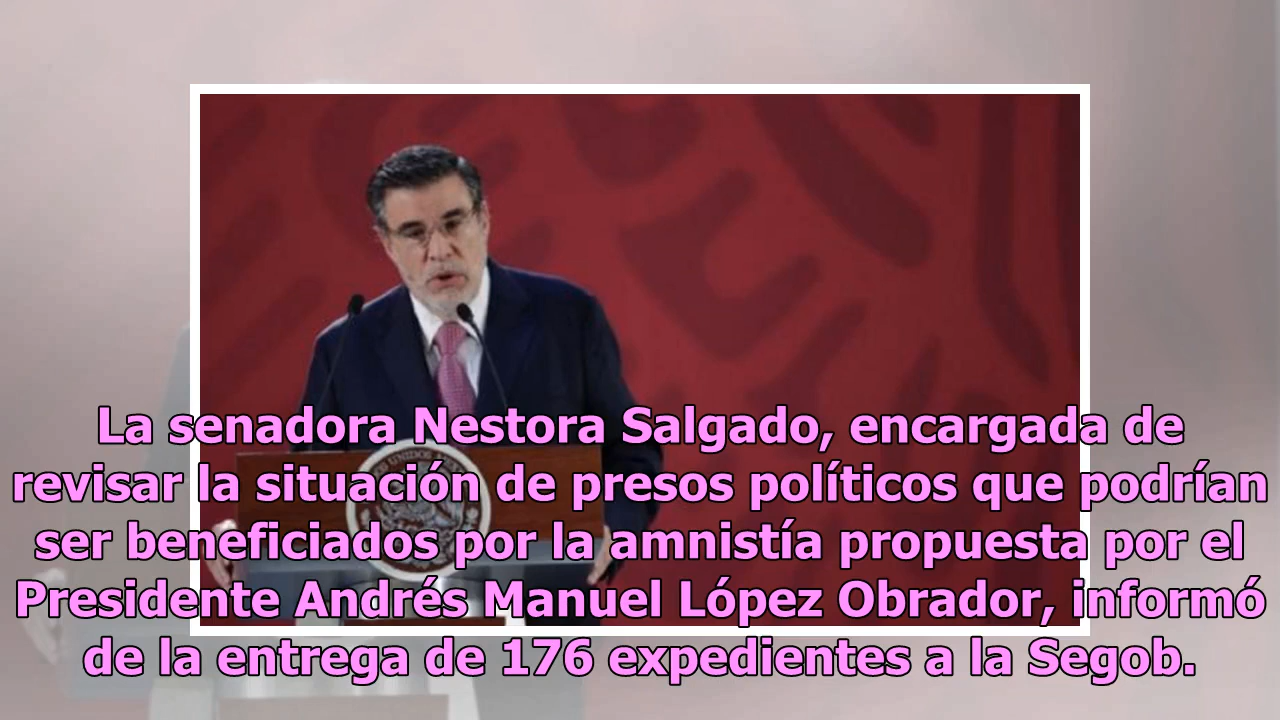 La senadora Nestora Salgado, encargada de
revisar la situación de presos políticos que podrían
ser beneficiados por la amnistía propuesta por el
Presidente Andrés Manuel López Obrador, informó
de la entrega de 176 expedientes a la Segob.